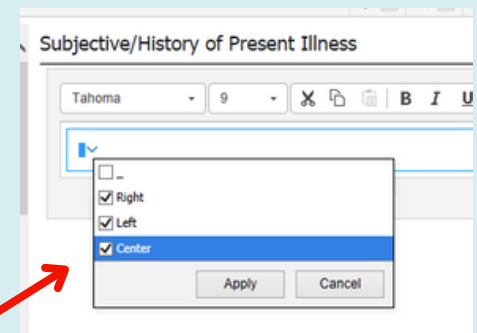 Subjective/History of Present Illness
Tahoma 9 B I U
_
Right
Left
Center
Apply Cancel